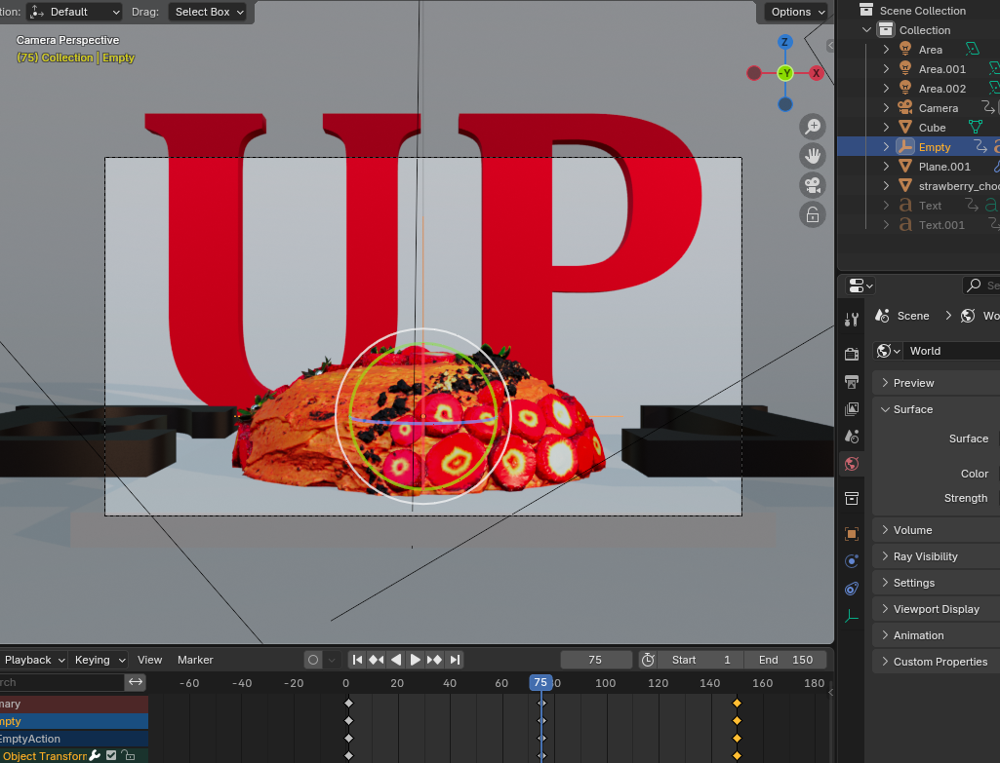 tion:
Default
Drag:
Select Box
Options
Camera Perspective
(75) Collection | Empty
Z
-Y
X
UP
Scene Collection
Collection
Area
Area.001
Area.002
Camera
Cube
Empty
Plane.001
strawberry_choc
Text
Text.001
Se
Scene
Wo
World
Preview
Surface
Surface
Color
Strength
Volume
Ray Visibility
Settings
Viewport Display
Animation
Custom Properties
Playback
Keying
View
Marker
75
Start 1
End 150
rch
-60 -40 -20 0 20 40 60 75 80 100 120 140 160 180
mary
mpty
EmptyAction
Object Transform